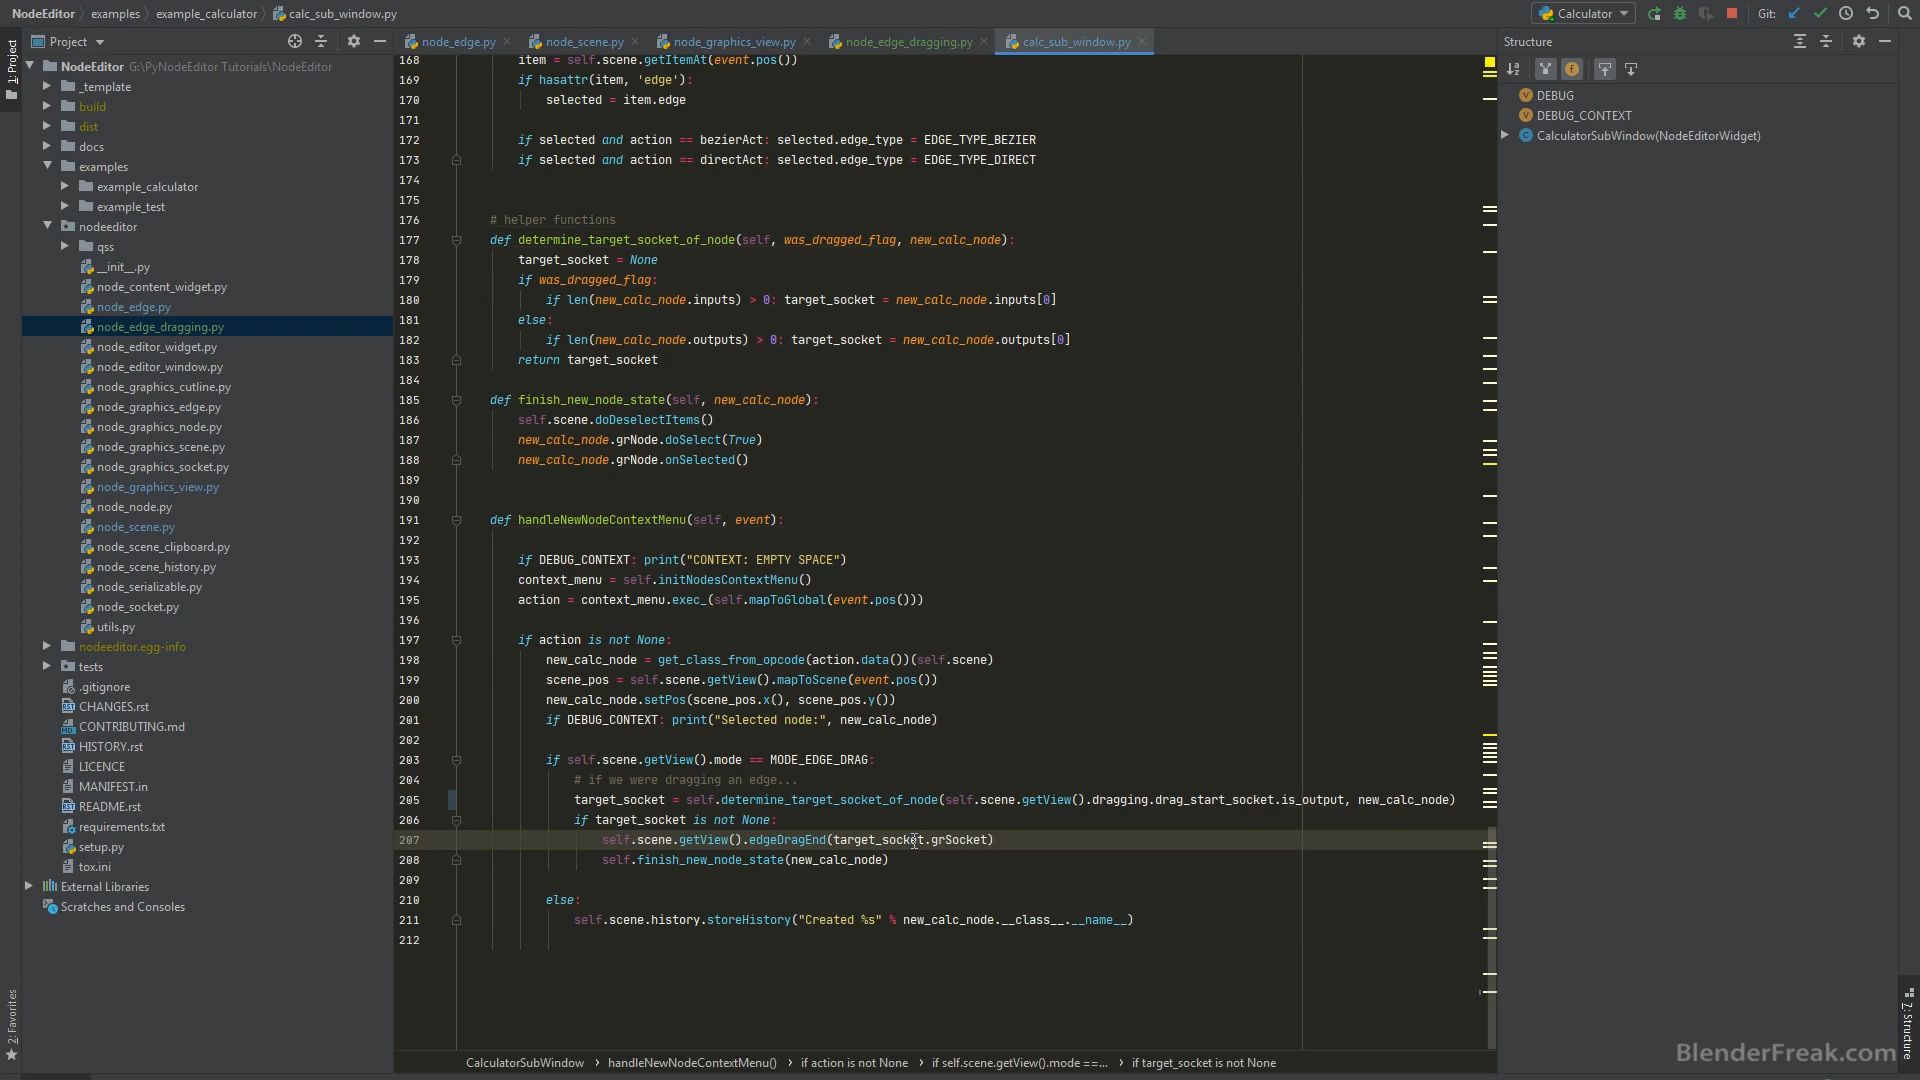 NodeEditor examples example_calculator calc_sub_window.py
Calculator
Git:
1: Project
Project
node_edge.py
node_scene.py
node_graphics_view.py
node_edge_dragging.py
calc_sub_window.py
Structure
NodeEditor G:\PyNodeEditor Tutorials\NodeEditor
_template
build
dist
docs
examples
example_calculator
example_test
nodeeditor
qss
__init__.py
node_content_widget.py
node_edge.py
node_edge_dragging.py
node_editor_widget.py
node_editor_window.py
node_graphics_cutline.py
node_graphics_edge.py
node_graphics_node.py
node_graphics_scene.py
node_graphics_socket.py
node_graphics_view.py
node_node.py
node_scene.py
node_scene_clipboard.py
node_scene_history.py
node_serializable.py
node_socket.py
utils.py
nodeeditor.egg-info
tests
.gitignore
CHANGES.rst
CONTRIBUTING.md
HISTORY.rst
LICENCE
MANIFEST.in
README.rst
requirements.txt
setup.py
tox.ini
External Libraries
Scratches and Consoles
2: Favorites
168 item = self.scene.getItemAt(event.pos())
169 if hasattr(item, 'edge'):
170 selected = item.edge
171
172 if selected and action == bezierAct: selected.edge_type = EDGE_TYPE_BEZIER
173 if selected and action == directAct: selected.edge_type = EDGE_TYPE_DIRECT
174
175
176 # helper functions
177 def determine_target_socket_of_node(self, was_dragged_flag, new_calc_node):
178 target_socket = None
179 if was_dragged_flag:
180 if len(new_calc_node.inputs) > 0: target_socket = new_calc_node.inputs[0]
181 else:
182 if len(new_calc_node.outputs) > 0: target_socket = new_calc_node.outputs[0]
183 return target_socket
184
185 def finish_new_node_state(self, new_calc_node):
186 self.scene.doDeselectItems()
187 new_calc_node.grNode.doSelect(True)
188 new_calc_node.grNode.onSelected()
189
190
191 def handleNewNodeContextMenu(self, event):
192
193 if DEBUG_CONTEXT: print("CONTEXT: EMPTY SPACE")
194 context_menu = self.initNodesContextMenu()
195 action = context_menu.exec_(self.mapToGlobal(event.pos()))
196
197 if action is not None:
198 new_calc_node = get_class_from_opcode(action.data())(self.scene)
199 scene_pos = self.scene.getView().mapToScene(event.pos())
200 new_calc_node.setPos(scene_pos.x(), scene_pos.y())
201 if DEBUG_CONTEXT: print("Selected node:", new_calc_node)
202
203 if self.scene.getView().mode == MODE_EDGE_DRAG:
204 # if we were dragging an edge...
205 target_socket = self.determine_target_socket_of_node(self.scene.getView().dragging.drag_start_socket.is_output, new_calc_node)
206 if target_socket is not None:
207 self.scene.getView().edgeDragEnd(target_socket.grSocket)
208 self.finish_new_node_state(new_calc_node)
209
210 else:
211 self.scene.history.storeHistory("Created %s" % new_calc_node.__class__.__name__)
212
CalculatorSubWindow handleNewNodeContextMenu() if action is not None if self.scene.getView().mode ==... if target_socket is not None
DEBUG
DEBUG_CONTEXT
CalculatorSubWindow(NodeEditorWidget)
7: Structure
BlenderFreak.com